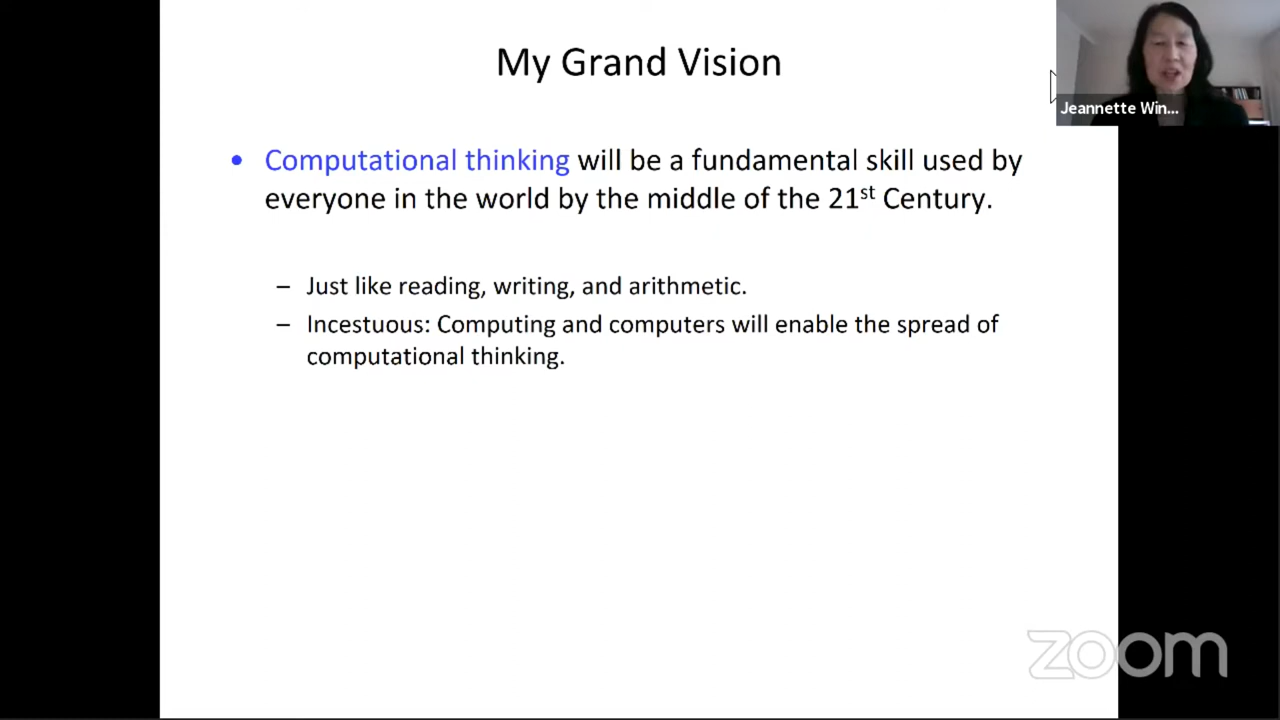 My Grand Vision
Jeannette Win...
• Computational thinking will be a fundamental skill used by
everyone in the world by the middle of the 21st Century.
– Just like reading, writing, and arithmetic.
– Incestuous: Computing and computers will enable the spread of
computational thinking.
zoom